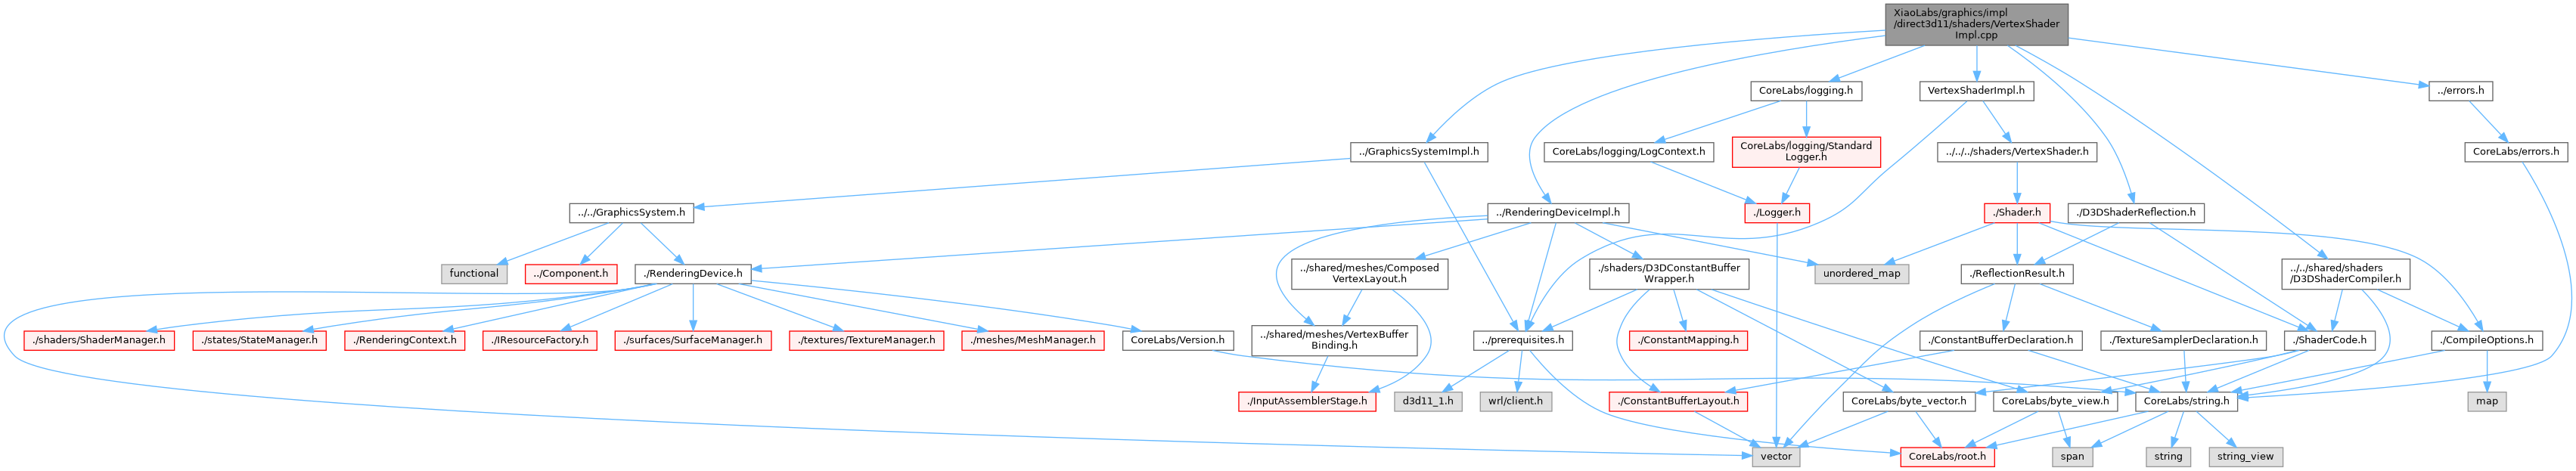 XiaoLabs/graphics/impl
/direct3d11/shaders/VertexShader
Impl.cpp
CoreLabs/logging.h
VertexShaderImpl.h
../errors.h
../GraphicsSystemImpl.h
CoreLabs/logging/LogContext.h
CoreLabs/logging/Standard
Logger.h
../../../shaders/VertexShader.h
CoreLabs/errors.h
../../GraphicsSystem.h
../RenderingDeviceImpl.h
./Logger.h
./Shader.h
./D3DShaderReflection.h
functional
../Component.h
./RenderingDevice.h
../shared/meshes/Composed
VertexLayout.h
./shaders/D3DConstantBuffer
Wrapper.h
unordered_map
./ReflectionResult.h
../../shared/shaders
/D3DShaderCompiler.h
./shaders/ShaderManager.h
./states/StateManager.h
./RenderingContext.h
./IResourceFactory.h
./surfaces/SurfaceManager.h
./textures/TextureManager.h
./meshes/MeshManager.h
CoreLabs/Version.h
../shared/meshes/VertexBuffer
Binding.h
../prerequisites.h
./ConstantMapping.h
./ConstantBufferDeclaration.h
./TextureSamplerDeclaration.h
./ShaderCode.h
./CompileOptions.h
./InputAssemblerStage.h
d3d11_1.h
wrl/client.h
./ConstantBufferLayout.h
CoreLabs/byte_vector.h
CoreLabs/byte_view.h
CoreLabs/string.h
map
vector
CoreLabs/root.h
span
string
string_view